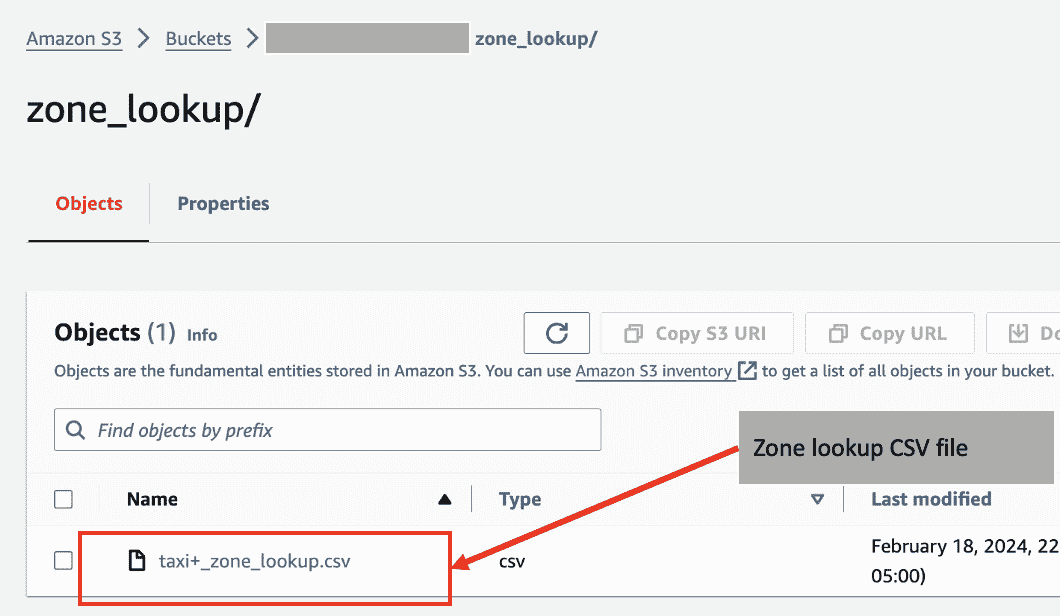 Amazon S3 > Buckets > zone_lookup/
zone_lookup/
Objects Properties
Objects (1) Info
Copy S3 URI Copy URL
Objects are the fundamental entities stored in Amazon S3. You can use Amazon S3 inventory to get a list of all objects in your bucket.
Find objects by prefix
Zone lookup CSV file
Name Type Last modified
taxi+_zone_lookup.csv csv February 18, 2024, 22
05:00)